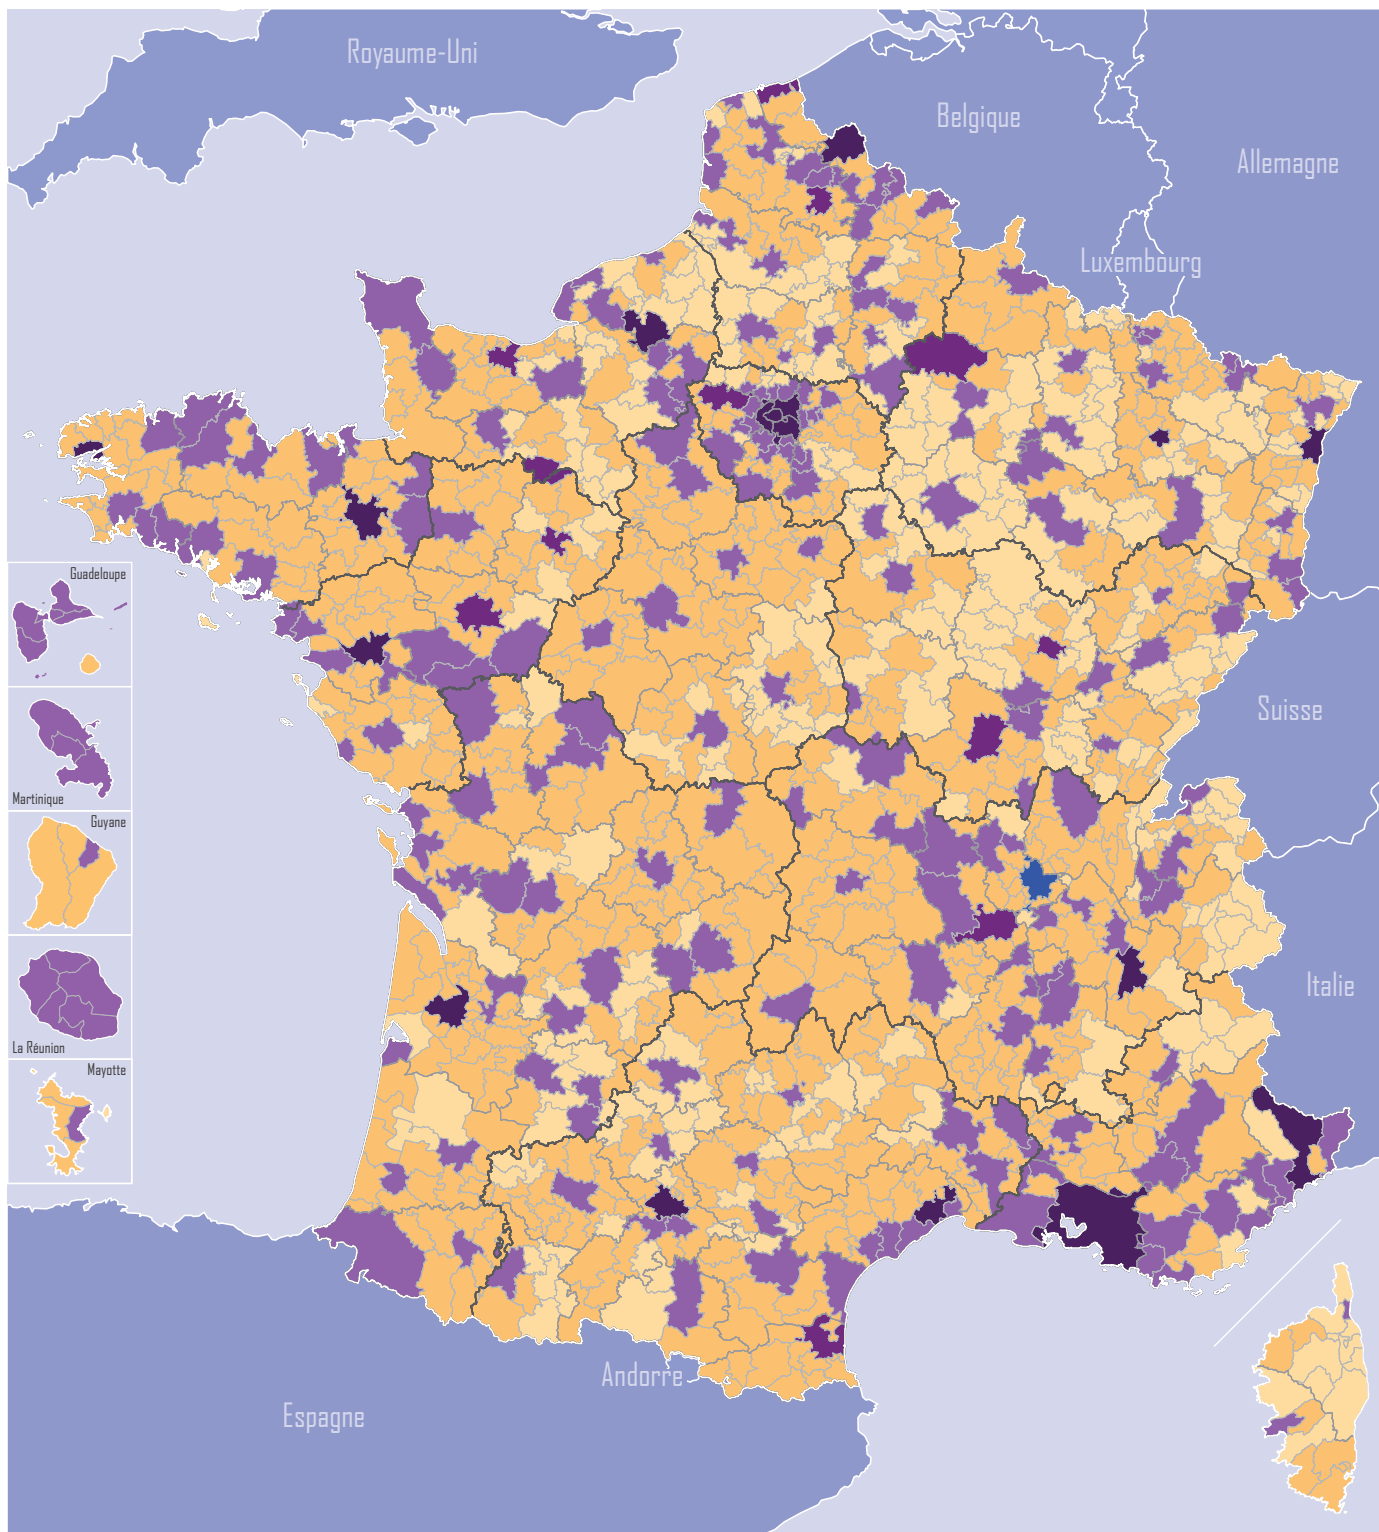 Royaume-Uni
Belgique
Allemagne
Luxembourg
Guadeloupe
Martinique
Suisse
Guyane
La Réunion
Italie
Mayotte
Andorre
Espagne